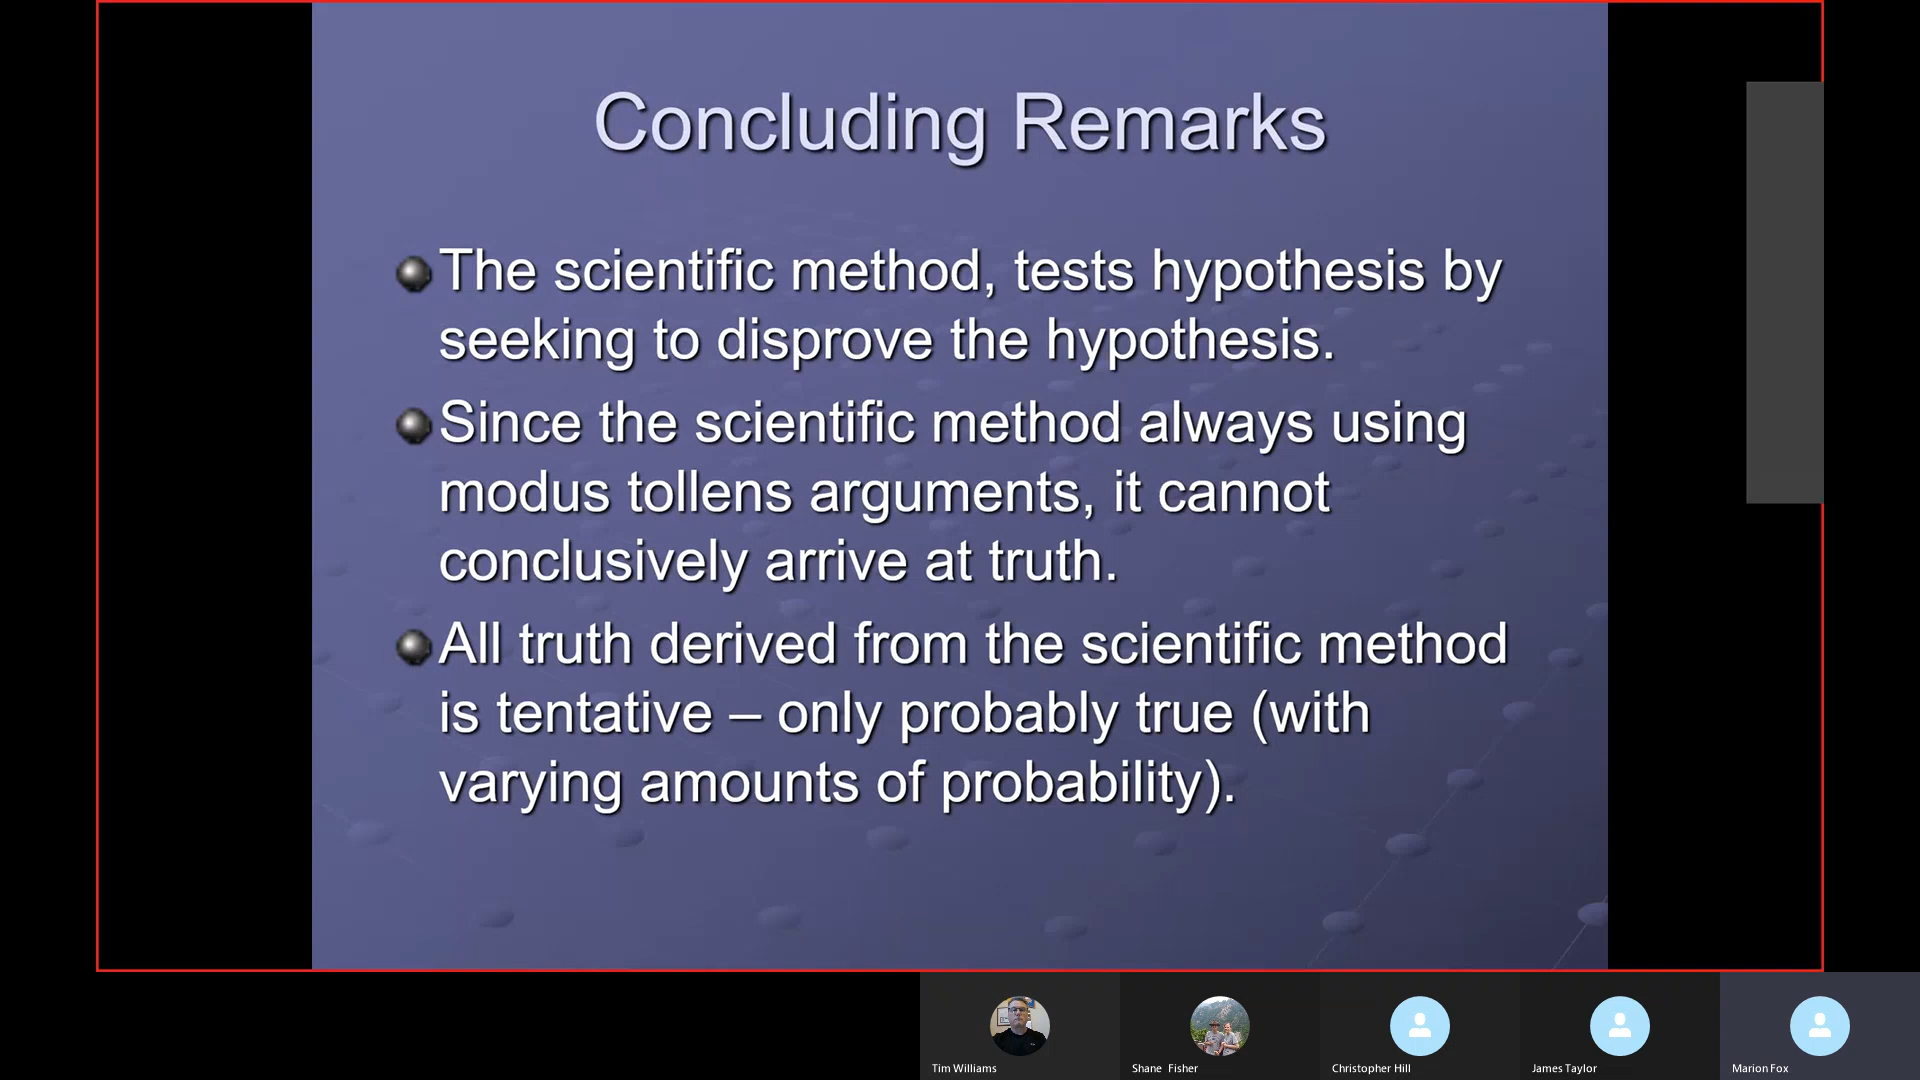 Concluding Remarks
The scientific method, tests hypothesis by
seeking to disprove the hypothesis.
Since the scientific method always using
modus tollens arguments, it cannot
conclusively arrive at truth.
All truth derived from the scientific method
is tentative – only probably true (with
varying amounts of probability).
Tim Williams
Shane Fisher
Christopher Hill
James Taylor
Marion Fox